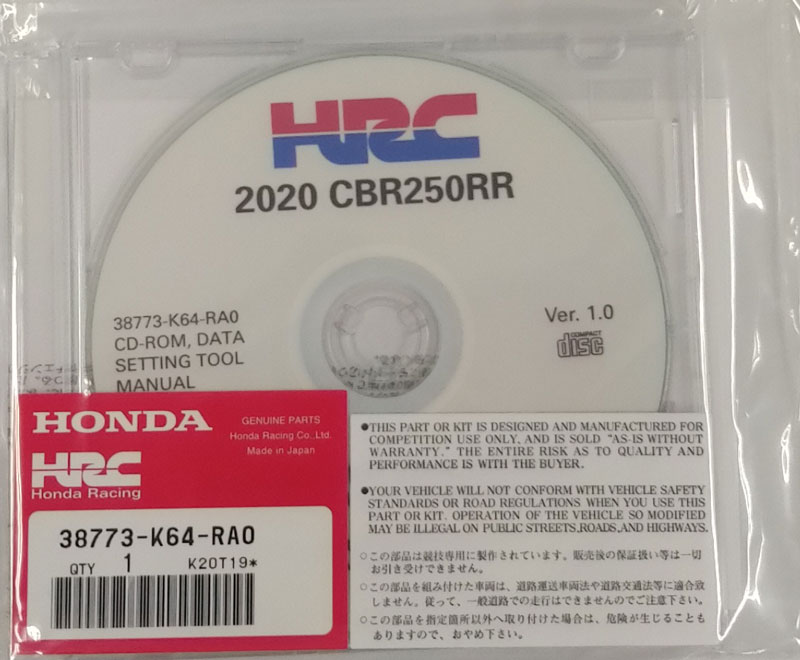 HRC
2020 CBR250RR
38773-K64-RA0
CD-ROM, DATA
SETTING TOOL
MANUAL
Ver. 1.0
COMPACT
disc
HONDA
GENUINE PARTS
Honda Racing Co.,Ltd.
Made in Japan
HRC
Honda Racing
38773-K64-RA0
QTY 1 K20T19*
●THIS PART OR KIT IS DESIGNED AND MANUFACTURED FOR
COMPETITION USE ONLY, AND IS SOLD "AS-IS WITHOUT
WARRANTY." THE ENTIRE RISK AS TO QUALITY AND
PERFORMANCE IS WITH THE BUYER.
●YOUR VEHICLE WILL NOT CONFORM WITH VEHICLE SAFETY
STANDARDS OR ROAD REGULATIONS WHEN YOU USE THIS
PART OR KIT. OPERATION OF THE VEHICLE SO MODIFIED
MAY BE ILLEGAL ON PUBLIC STREETS,ROADS,AND HIGHWAYS.
○この部品は競技専用に製作されています。販売後の保証扱い等は一切
お引き受けできません。
○この部品を組み付けた車両は、道路運送車両法や道路交通法等に適合致
しません。従って、一般道路での走行はできませんのでご注意下さい。
○この部品を指定箇所以外へ取り付けた場合は、危険が生じることも
ありますので、おやめ下さい。